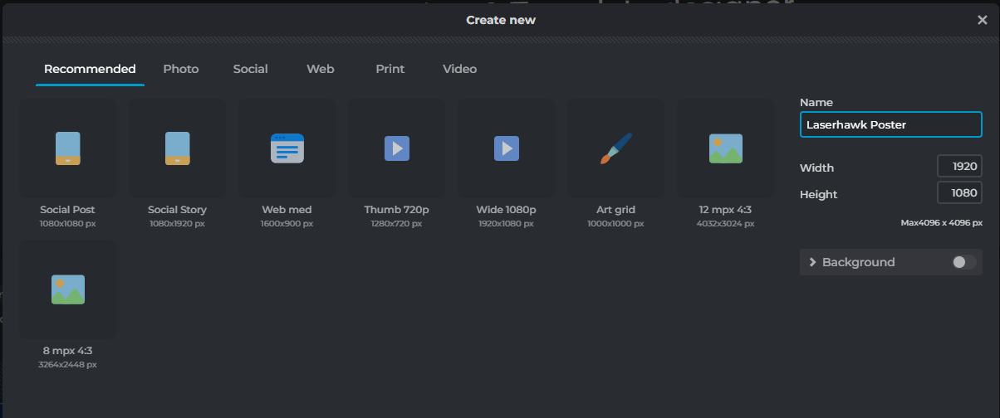 Create new
Recommended Photo Social Web Print Video
Social Post
1080x1080 px
Social Story
1080x1920 px
Web med
1600x900 px
Thumb 720p
1280x720 px
Wide 1080p
1920x1080 px
Art grid
1000x1000 px
12 mpx 4:3
4032x3024 px
8 mpx 4:3
3264x2448 px
Name
Laserhawk Poster
Width 1920
Height 1080
Max4096 x 4096 px
Background